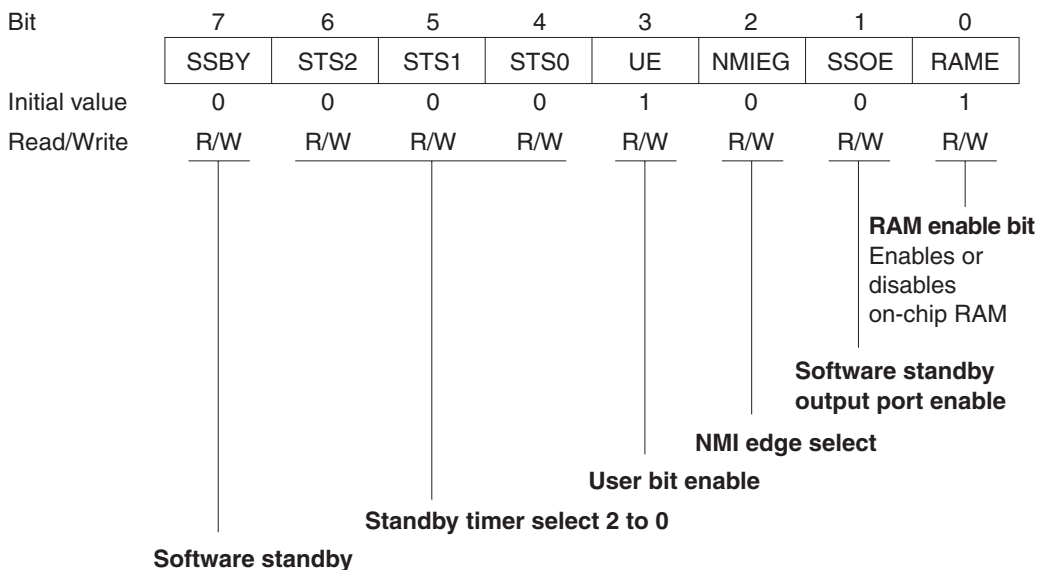 Bit 7 6 5 4 3 2 1 0
SSBY STS2 STS1 STS0 UE NMIEG SSOE RAME
Initial value 0 0 0 0 1 0 0 1
Read/Write R/W R/W R/W R/W R/W R/W R/W R/W
RAM enable bit
Enables or
disables
on-chip RAM
Software standby
output port enable
NMI edge select
User bit enable
Standby timer select 2 to 0
Software standby